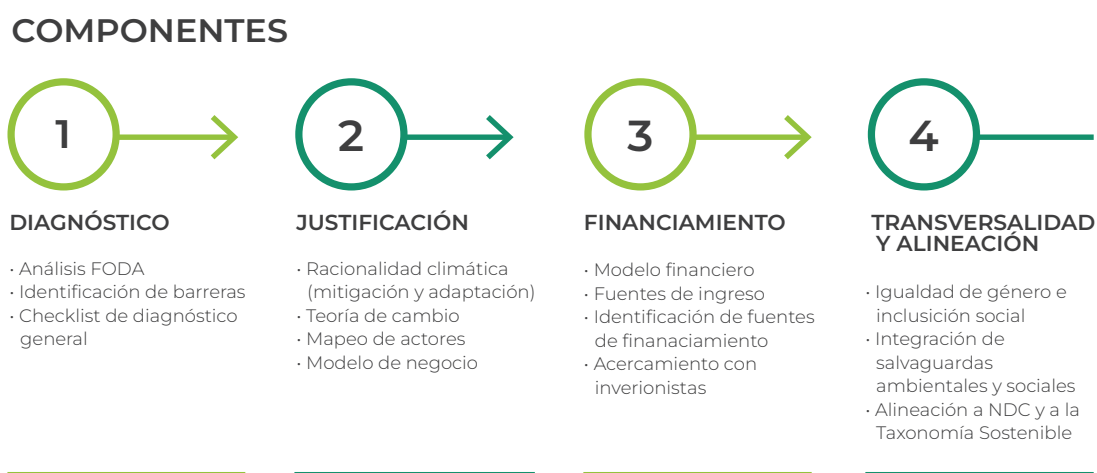 COMPONENTES
1
DIAGNÓSTICO
· Análisis FODA
· Identificación de barreras
· Checklist de diagnóstico
general
2
JUSTIFICACIÓN
· Racionalidad climática
(mitigación y adaptación)
· Teoría de cambio
· Mapeo de actores
· Modelo de negocio
3
FINANCIAMIENTO
· Modelo financiero
· Fuentes de ingreso
· Identificación de fuentes
de finanaciamiento
· Acercamiento con
inverionistas
4
TRANSVERSALIDAD
Y ALINEACIÓN
· Igualdad de género e
inclusición social
· Integración de
salvaguardas
ambientales y sociales
· Alineación a NDC y a la
Taxonomía Sostenible